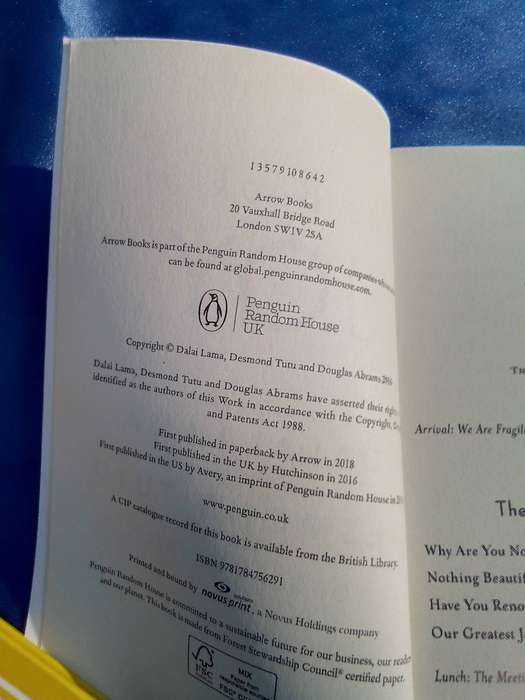 1 3 5 7 9 10 8 6 4 2
Arrow Books
20 Vauxhall Bridge Road
London SW1V 2SA
Arrow Books is part of the Penguin Random House group of companies
can be found at global.penguinrandomhouse.com.
Penguin
Random House
UK
Copyright © Dalai Lama, Desmond Tutu and Douglas Abrams 2016
Dalai Lama, Desmond Tutu and Douglas Abrams have asserted their
identified as the authors of this Work in accordance with the Copyright,
and Patents Act 1988.
First published in paperback by Arrow in 2018
First published in the UK by Hutchinson in 2016
First published in the US by Avery, an imprint of Penguin Random House in
www.penguin.co.uk
A CIP catalogue record for this book is available from the British Library.
ISBN 9781784756291
Printed and bound by novus print, a Novus Holdings company
Penguin Random House is committed to a sustainable future for our business, our
and our planet. This book is made from Forest Stewardship Council® certified paper.
FSC
MIX
Paper from
Arrival: We Are
The
Why Are You
Nothing
Have You
Our Greatest
Lunch: The